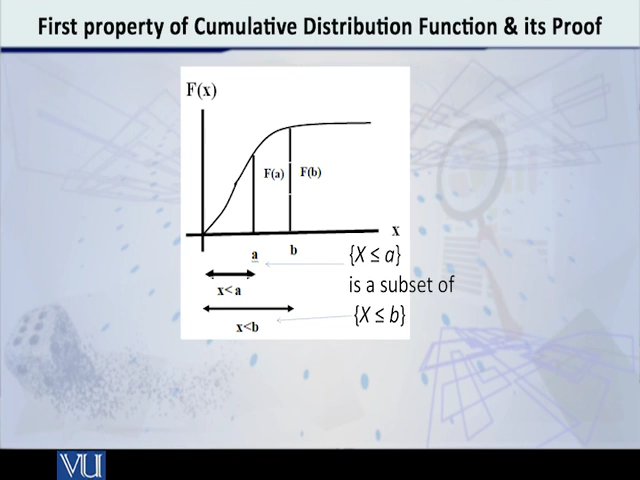 First property of Cumulative Distribution Function & its Proof
F(x)
F(a) F(b)
x
a b
{X ≤ a}
is a subset of
x< a
{X ≤ b}
x<b
VU